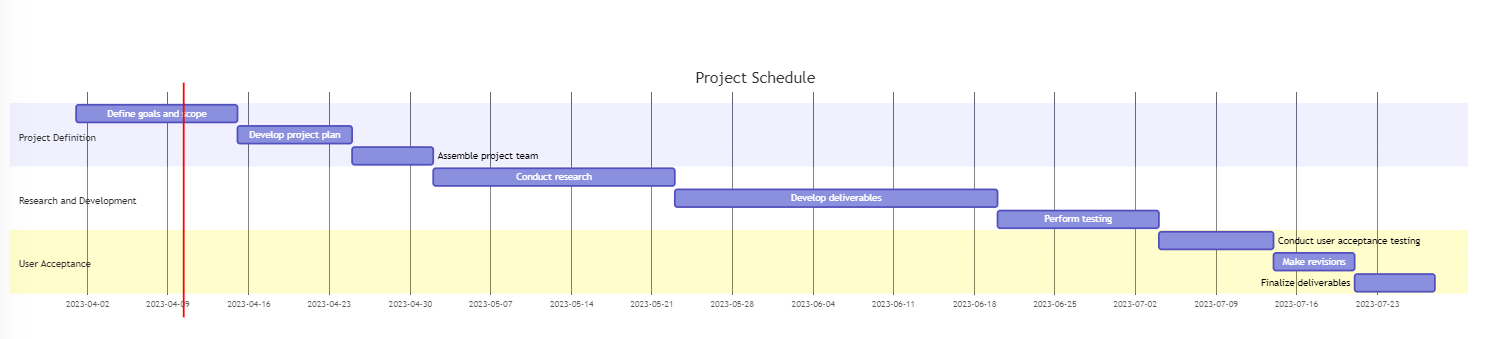 Project Schedule
Define goals and scope
Develop project plan
Project Definition
Assemble project team
Conduct research
Develop deliverables
Research and Development
Perform testing
Conduct user acceptance testing
Make revisions
User Acceptance
Finalize deliverables
2023-04-02 2023-04-09 2023-04-16 2023-04-23 2023-04-30 2023-05-07 2023-05-14 2023-05-21 2023-05-28 2023-06-04 2023-06-11 2023-06-18 2023-06-25 2023-07-02 2023-07-09 2023-07-16 2023-07-23